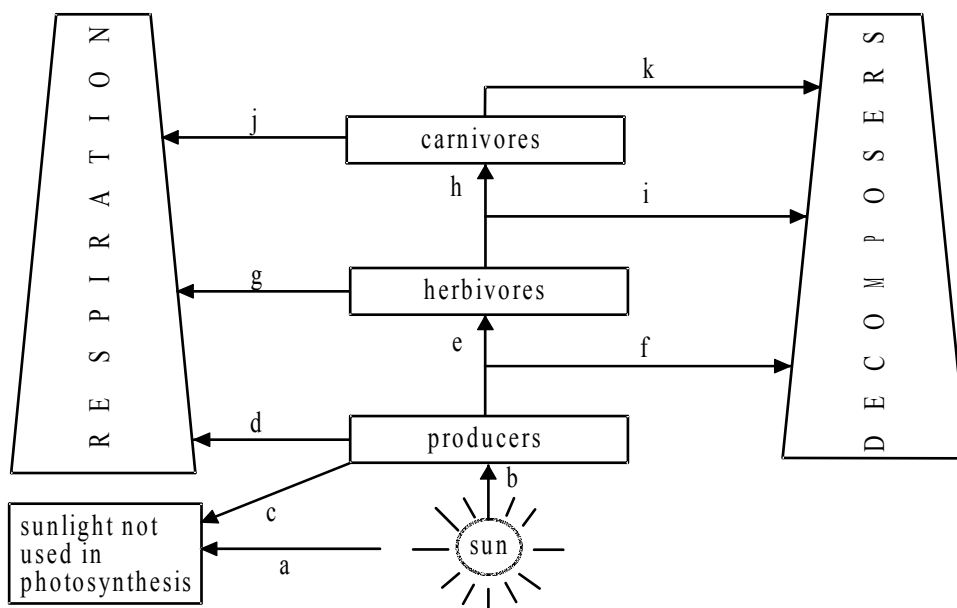 RESPIRATION
DECOMPOSERS
k
j
carnivores
h
i
g
herbivores
e
f
d
producers
b
c
sunlight not
used in
photosynthesis
a
sun